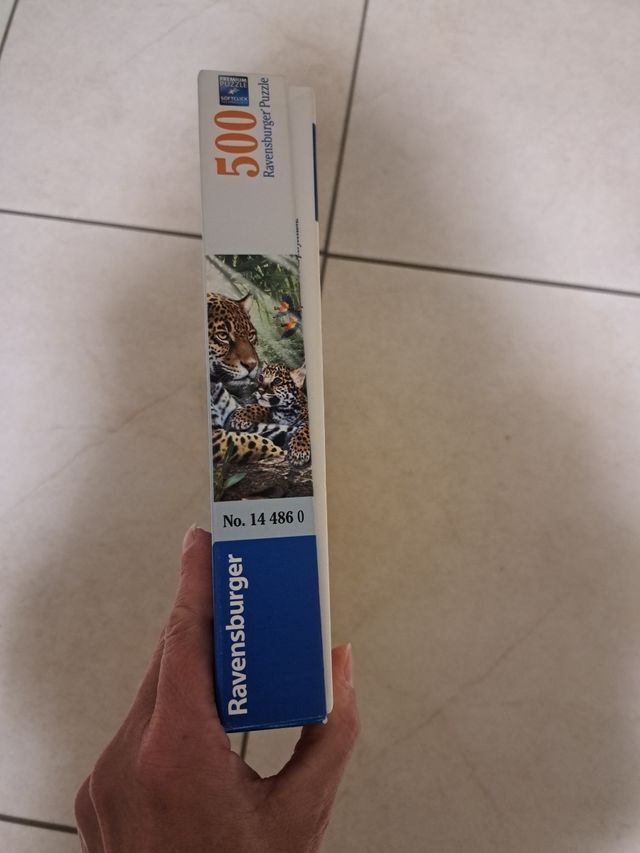 PREMIUM
PUZZLE
SOFTCLICK
500
Ravensburger Puzzle
No. 14 486 0
Ravensburger